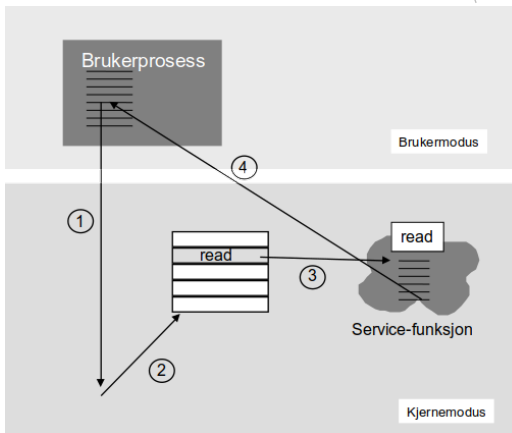 Brukerprosess
Brukermodus
4
1
read
read
3
2
Service-funksjon
Kjernemodus